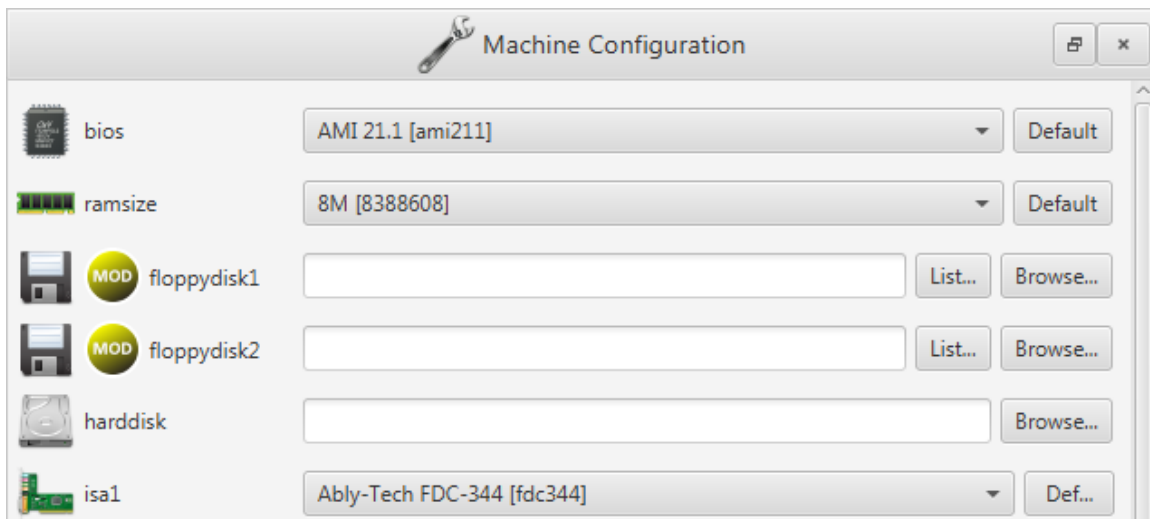 Machine Configuration
bios AMI 21.1 [ami211] Default
ramsize 8M [8388608] Default
MOD floppydisk1 List... Browse...
MOD floppydisk2 List... Browse...
harddisk Browse...
isa1 Ably-Tech FDC-344 [fdc344] Def...